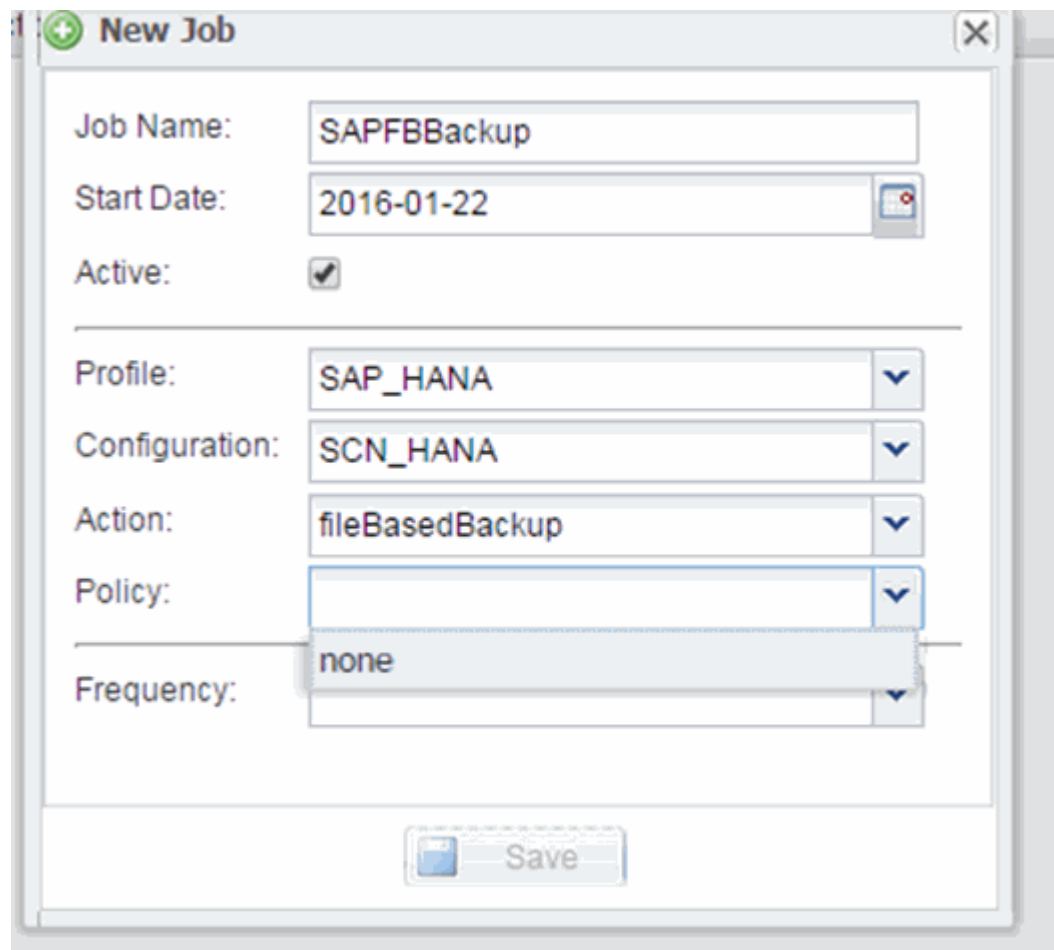 New Job
Job Name: SAPFBBackup
Start Date: 2016-01-22
Active:
Profile: SAP_HANA
Configuration: SCN_HANA
Action: fileBasedBackup
Policy:
none
Frequency:
Save